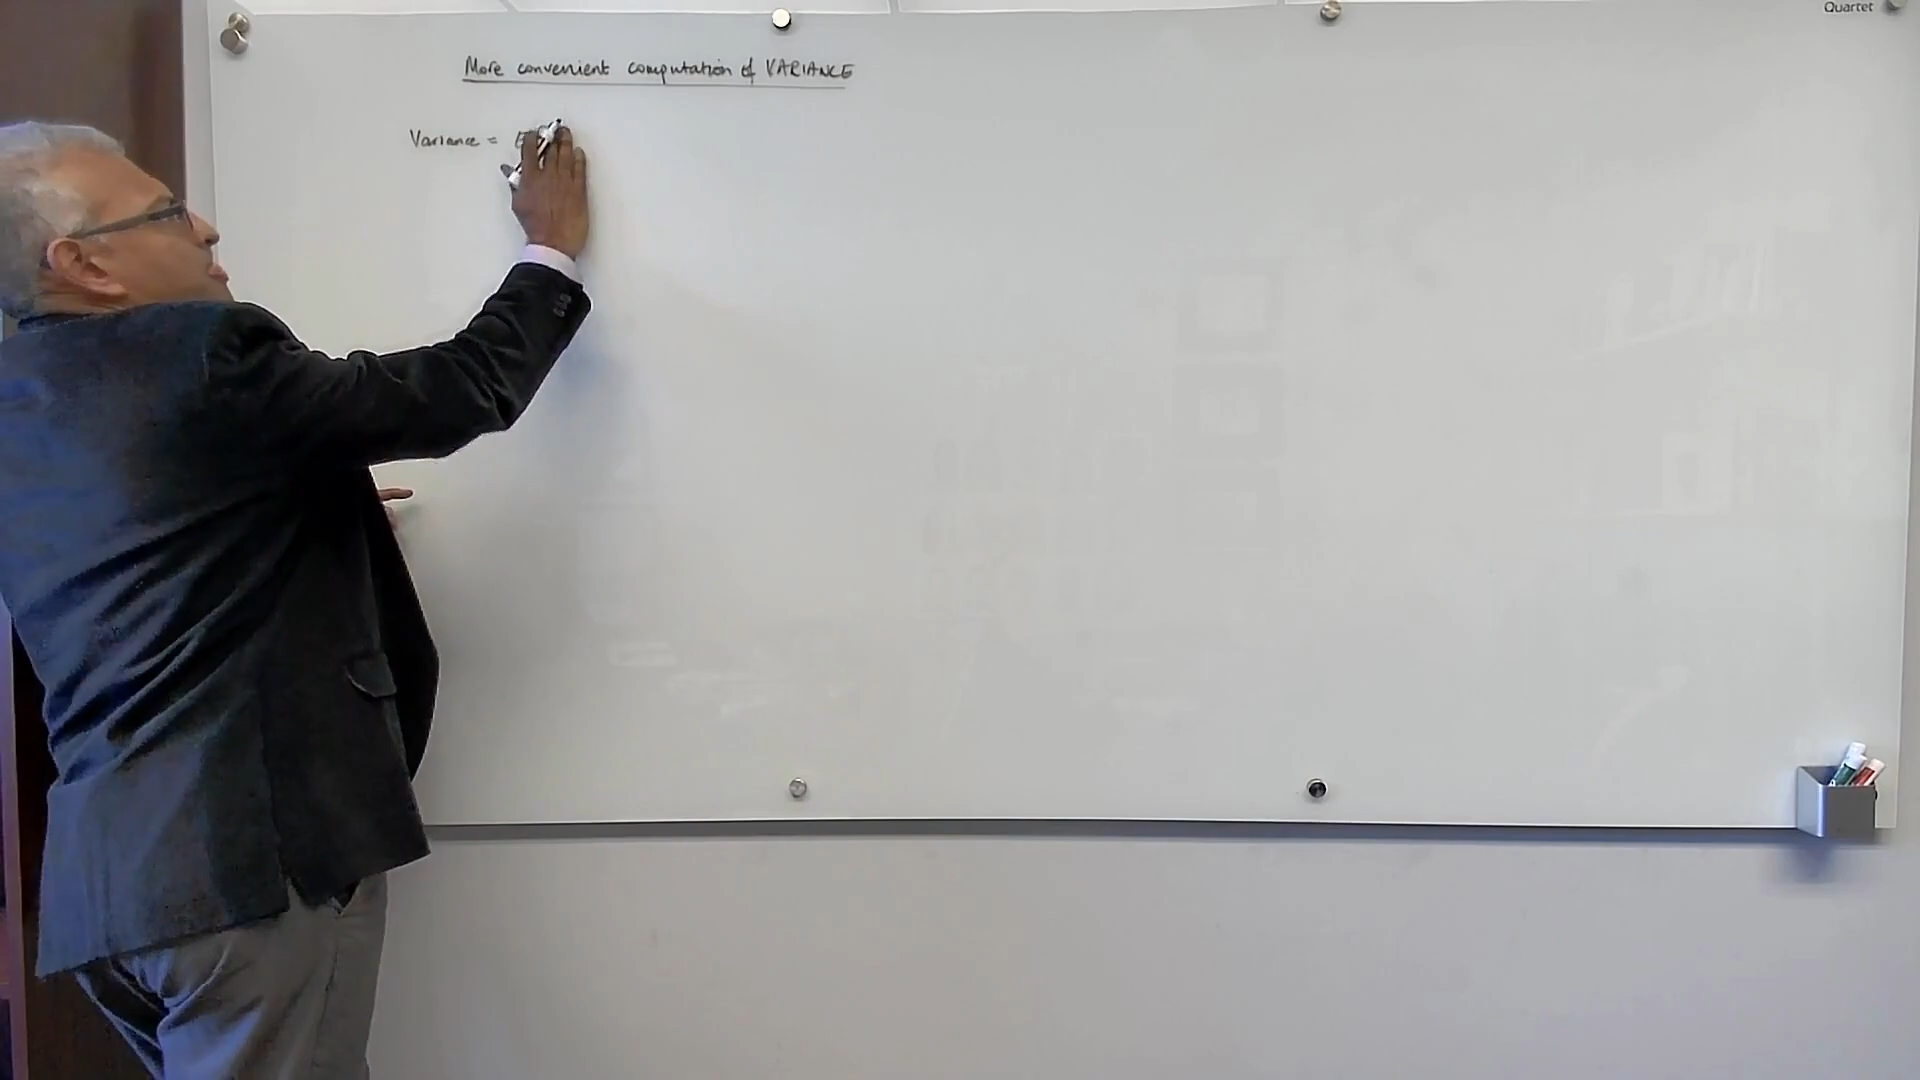 Quartet
More convenient computation of VARIANCE
Variance = E